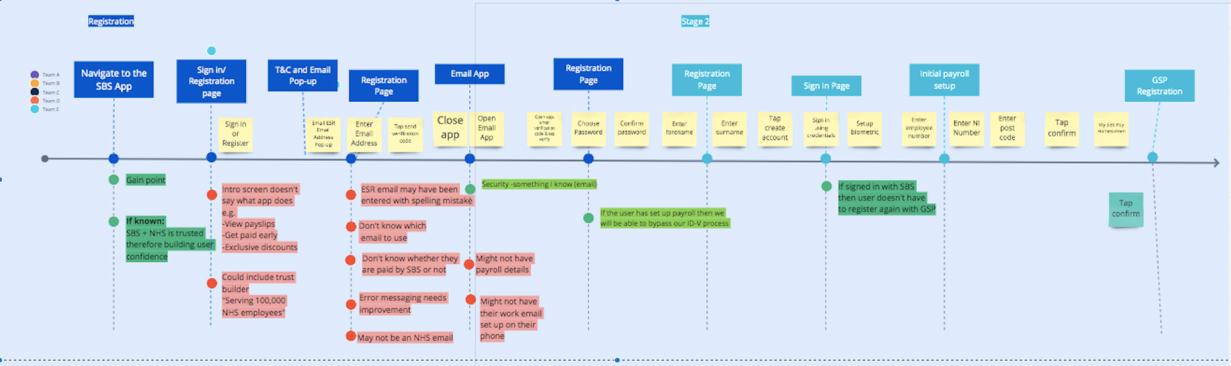 Registration
Stage 2
Team A
Team B
Team C
Team D
Team E
Navigate to the
SBS App
Sign in/
Registration
page
T&C and Email
Pop-up
Registration
Page
Email App
Registration
Page
Registration
Page
Sign In Page
Initial payroll
setup
GSP
Registration
Sign In
or
Register
Email ESR
Email
Address
Pop-up
Enter
Email
Address
Tap send
verification
code
Close
app
Open
Email
App
verification
code
verify
Choose
Password
Confirm
password
Enter
forename
Enter
surname
Tap
create
account
Sign in
using
credentials
Setup
biometric
Enter
employee
number
Enter NI
Number
Enter
post
code
Tap
confirm
Gain point
If known:
SBS + NHS is trusted
therefore building user
confidence
Intro screen doesn't
say what app does
e.g.
-View payslips
-Get paid early
-Exclusive discounts
Could include trust
builder
"Serving 100,000
NHS employees"
ESR email may have been
entered with spelling mistake
Don't know which
email to use
Don't know whether they
are paid by SBS or not
Error messaging needs
improvement
May not be an NHS email
Security -something I know (email)
Might not have
payroll details
Might not have
their work email
set up on their
phone
If the user has set up payroll then we
will be able to bypass our ID-V process
If signed in with SBS
then user doesn't have
to register again with GSP
Tap
confirm